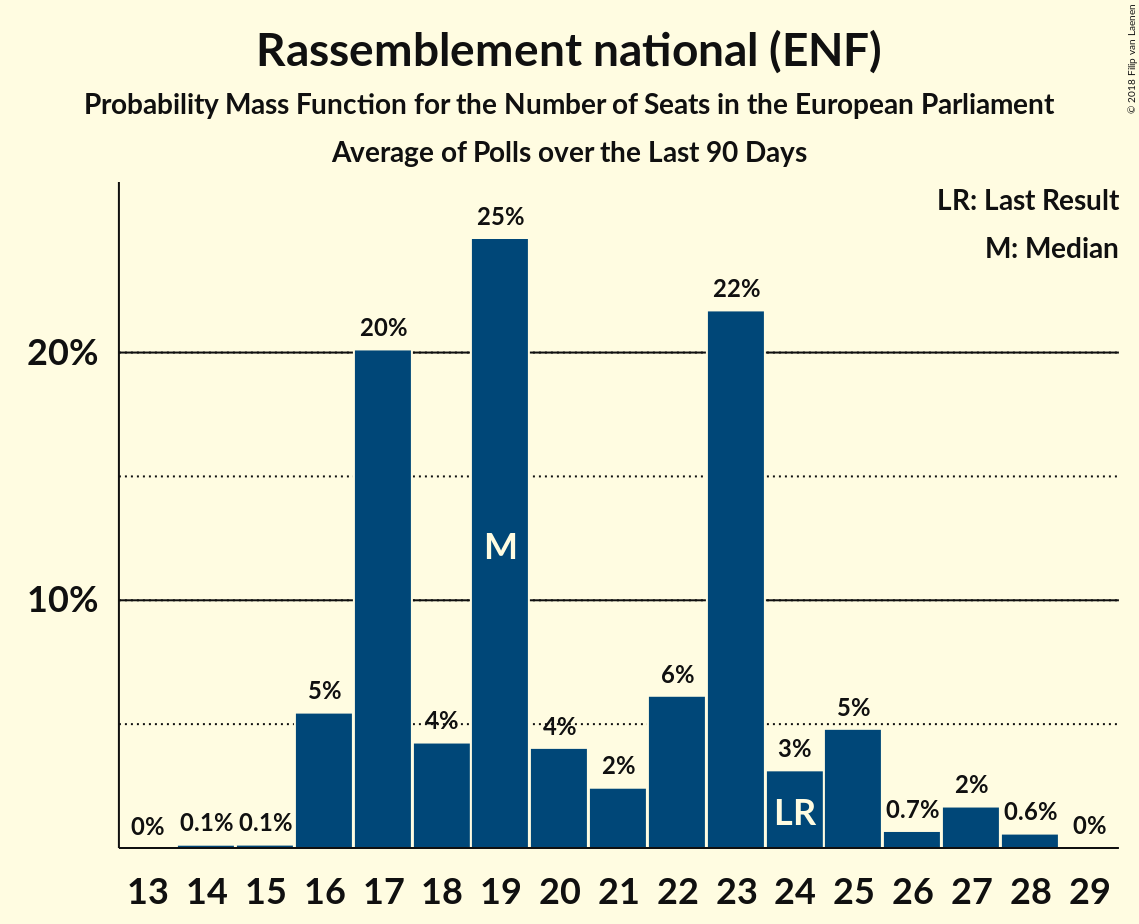 Rassemblement national (ENF)
Probability Mass Function for the Number of Seats in the European Parliament
Average of Polls over the Last 90 Days
© 2018 Filip van Laenen
LR: Last Result
M: Median
25%
22%
20%
20%
M
10%
6%
5%
5%
4%
4%
3%
2%
2%
LR
0.7%
0.6%
0%
0.1%
0.1%
0%
13 14 15 16 17 18 19 20 21 22 23 24 25 26 27 28 29